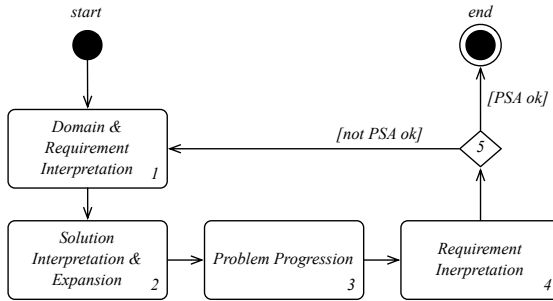 start
end
[PSA ok]
Domain &
Requirement
Interpretation
1
[not PSA ok]
5
Solution
Interpretation &
Expansion
2
Problem Progression
3
Requirement
Inerpretation
4